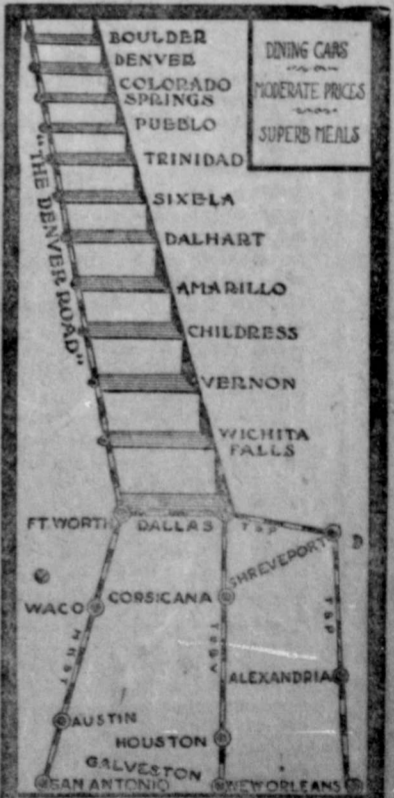 BOULDER
DENVER
COLORADO
SPRINGS
PUEBLO
TRINIDAD
SIXELA
DALHART
AMARILLO
CHILDRESS
VERNON
WICHITA
FALLS
"THE DENVER ROAD"
DINING CARS
MODERATE PRICES
SUPERB MEALS
FT. WORTH
DALLAS
T&P
SHREVEPORT
WACO
CORSICANA
T&P
ALEXANDRIA
AUSTIN
HOUSTON
GALVESTON
SAN ANTONIO
NEW ORLEANS